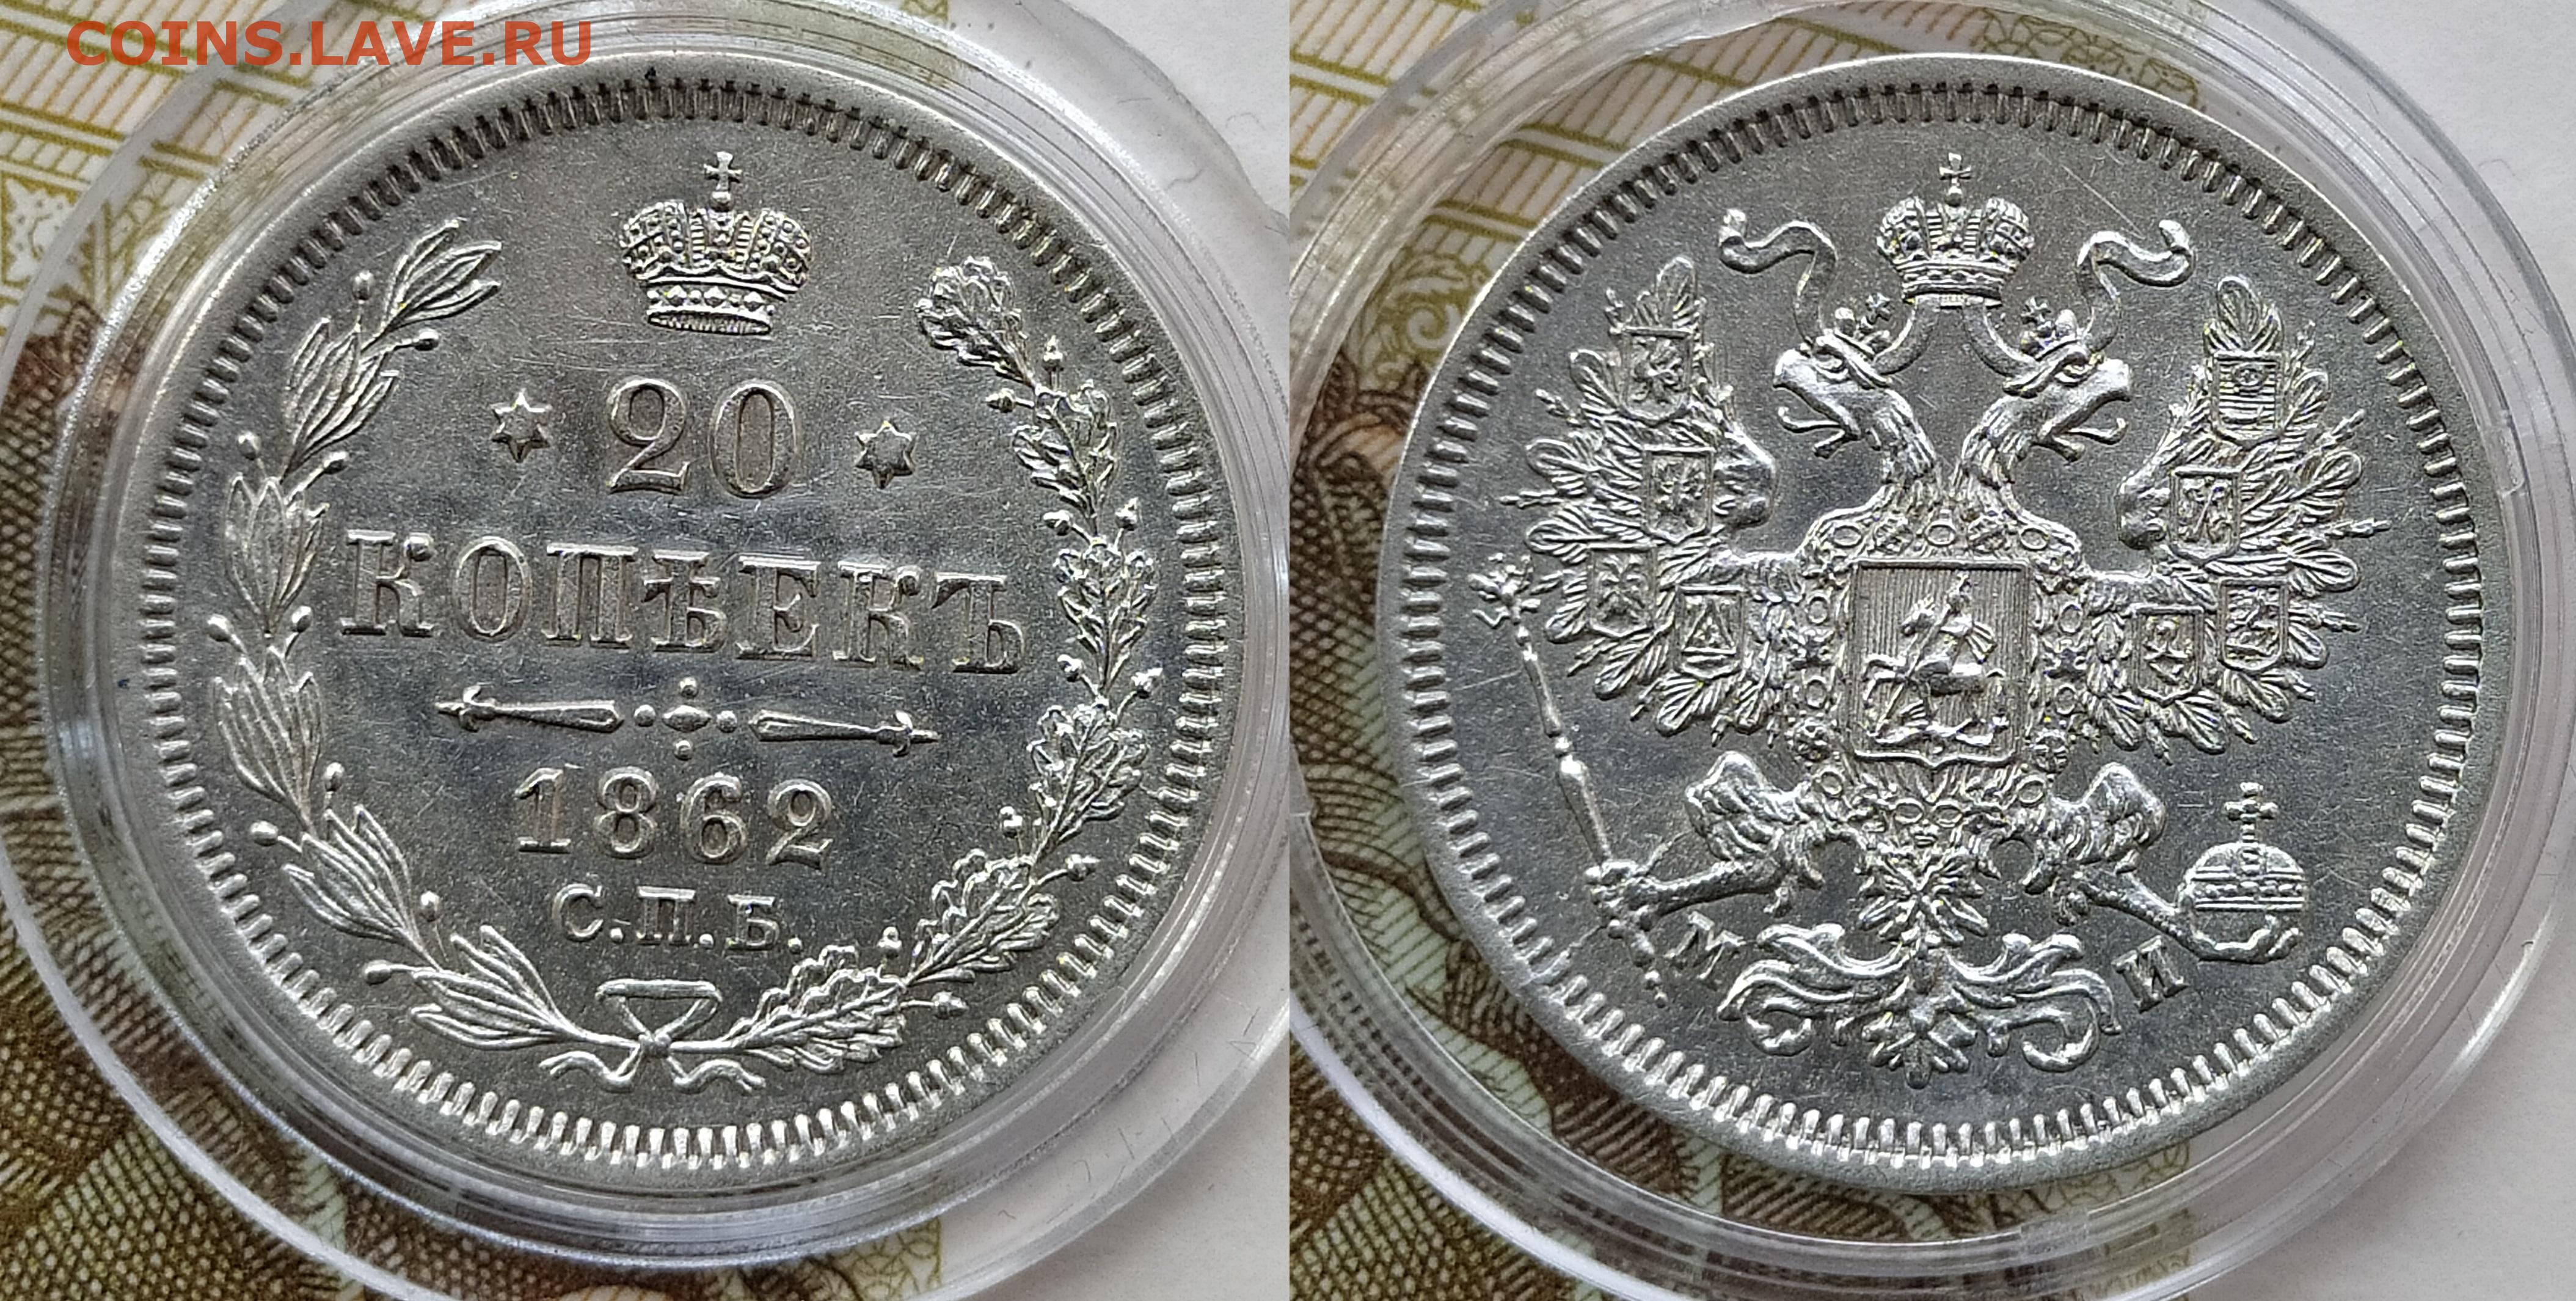 COINS.LAVE.RU
20
КОПѢЕКЪ
1862
С.П.Б.
М И